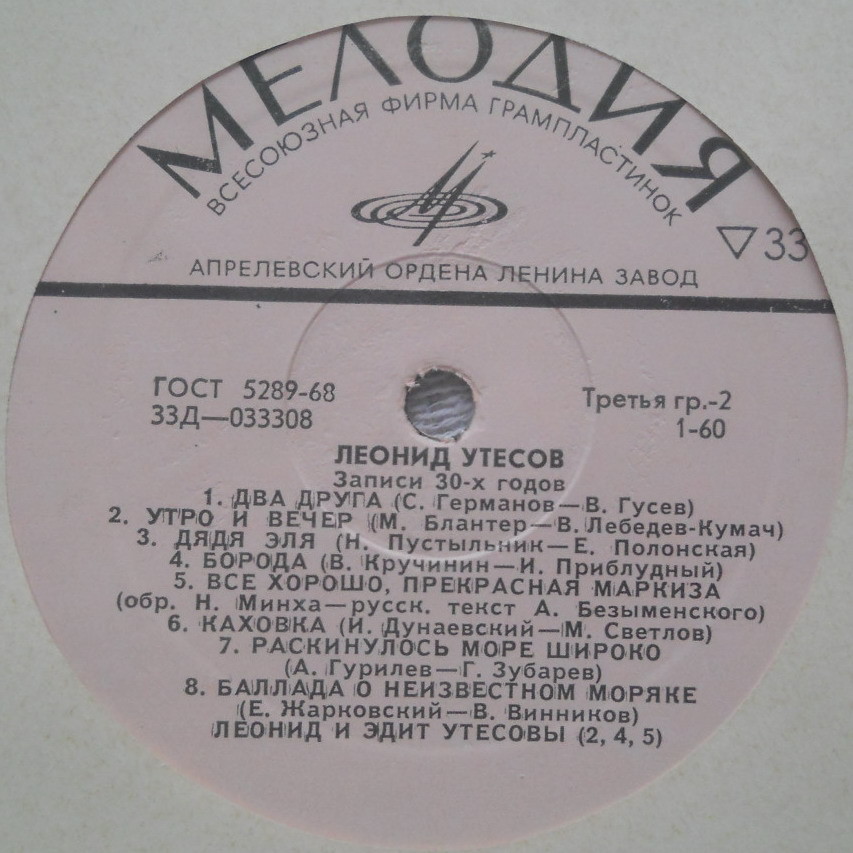 МЕЛОДИЯ
ВСЕСОЮЗНАЯ ФИРМА ГРАМПЛАСТИНОК
▽33
АПРЕЛЕВСКИЙ ОРДЕНА ЛЕНИНА ЗАВОД
ГОСТ 5289-68
Третья гр.-2
33Д—033308
1-60
ЛЕОНИД УТЕСОВ
Записи 30-х годов
1. ДВА ДРУГА (С. Германов—В. Гусев)
2. УТРО И ВЕЧЕР (М. Блантер—В. Лебедев-Кумач)
3. ДЯДЯ ЭЛЯ (Н. Пустыльник—Е. Полонская)
4. БОРОДА (В. Кручинин—И. Приблудный)
5. ВСЕ ХОРОШО, ПРЕКРАСНАЯ МАРКИЗА
(обр. Н. Минха—русск. текст А. Безыменского)
6. КАХОВКА (И. Дунаевский—М. Светлов)
7. РАСКИНУЛОСЬ МОРЕ ШИРОКО
(А. Гурилев—Г. Зубарев)
8. БАЛЛАДА О НЕИЗВЕСТНОМ МОРЯКЕ
(Е. Жарковский—В. Винников)
ЛЕОНИД И ЭДИТ УТЕСОВЫ (2, 4, 5)